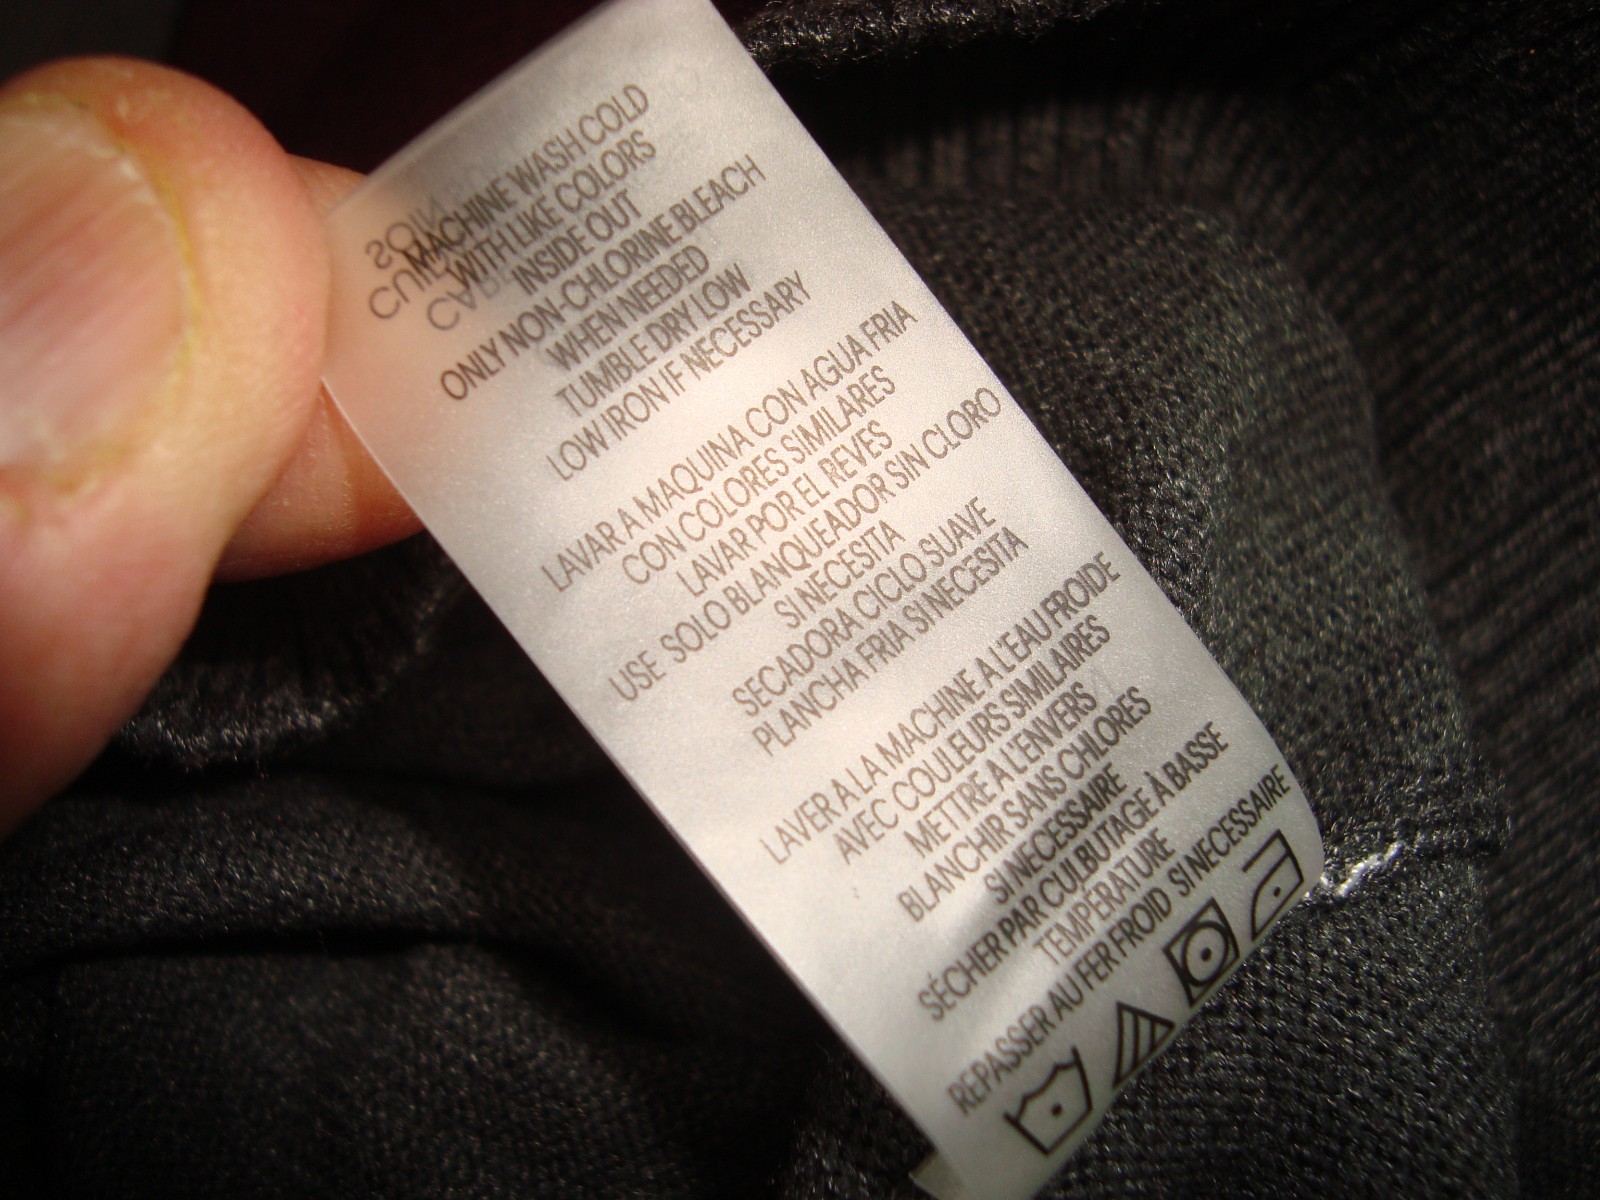 MACHINE WASH COLD
WITH LIKE COLORS
INSIDE OUT
ONLY NON-CHLORINE BLEACH
WHEN NEEDED
TUMBLE DRY LOW
LOW IRON IF NECESSARY
LAVAR A MAQUINA CON AGUA FRIA
CON COLORES SIMILARES
LAVAR POR EL REVES
USE SOLO BLANQUEADOR SIN CLORO
SI NECESITA
SECADORA CICLO SUAVE
PLANCHA FRIA SI NECESITA
LAVER A LA MACHINE A L'EAU FROIDE
AVEC COULEURS SIMILAIRES
METTRE A L'ENVERS
BLANCHIR SANS CHLORES
SI NECESSAIRE
SÉCHER PAR CULBUTAGE À BASSE
TEMPÉRATURE
REPASSER AU FER FROID SI NECESSAIRE